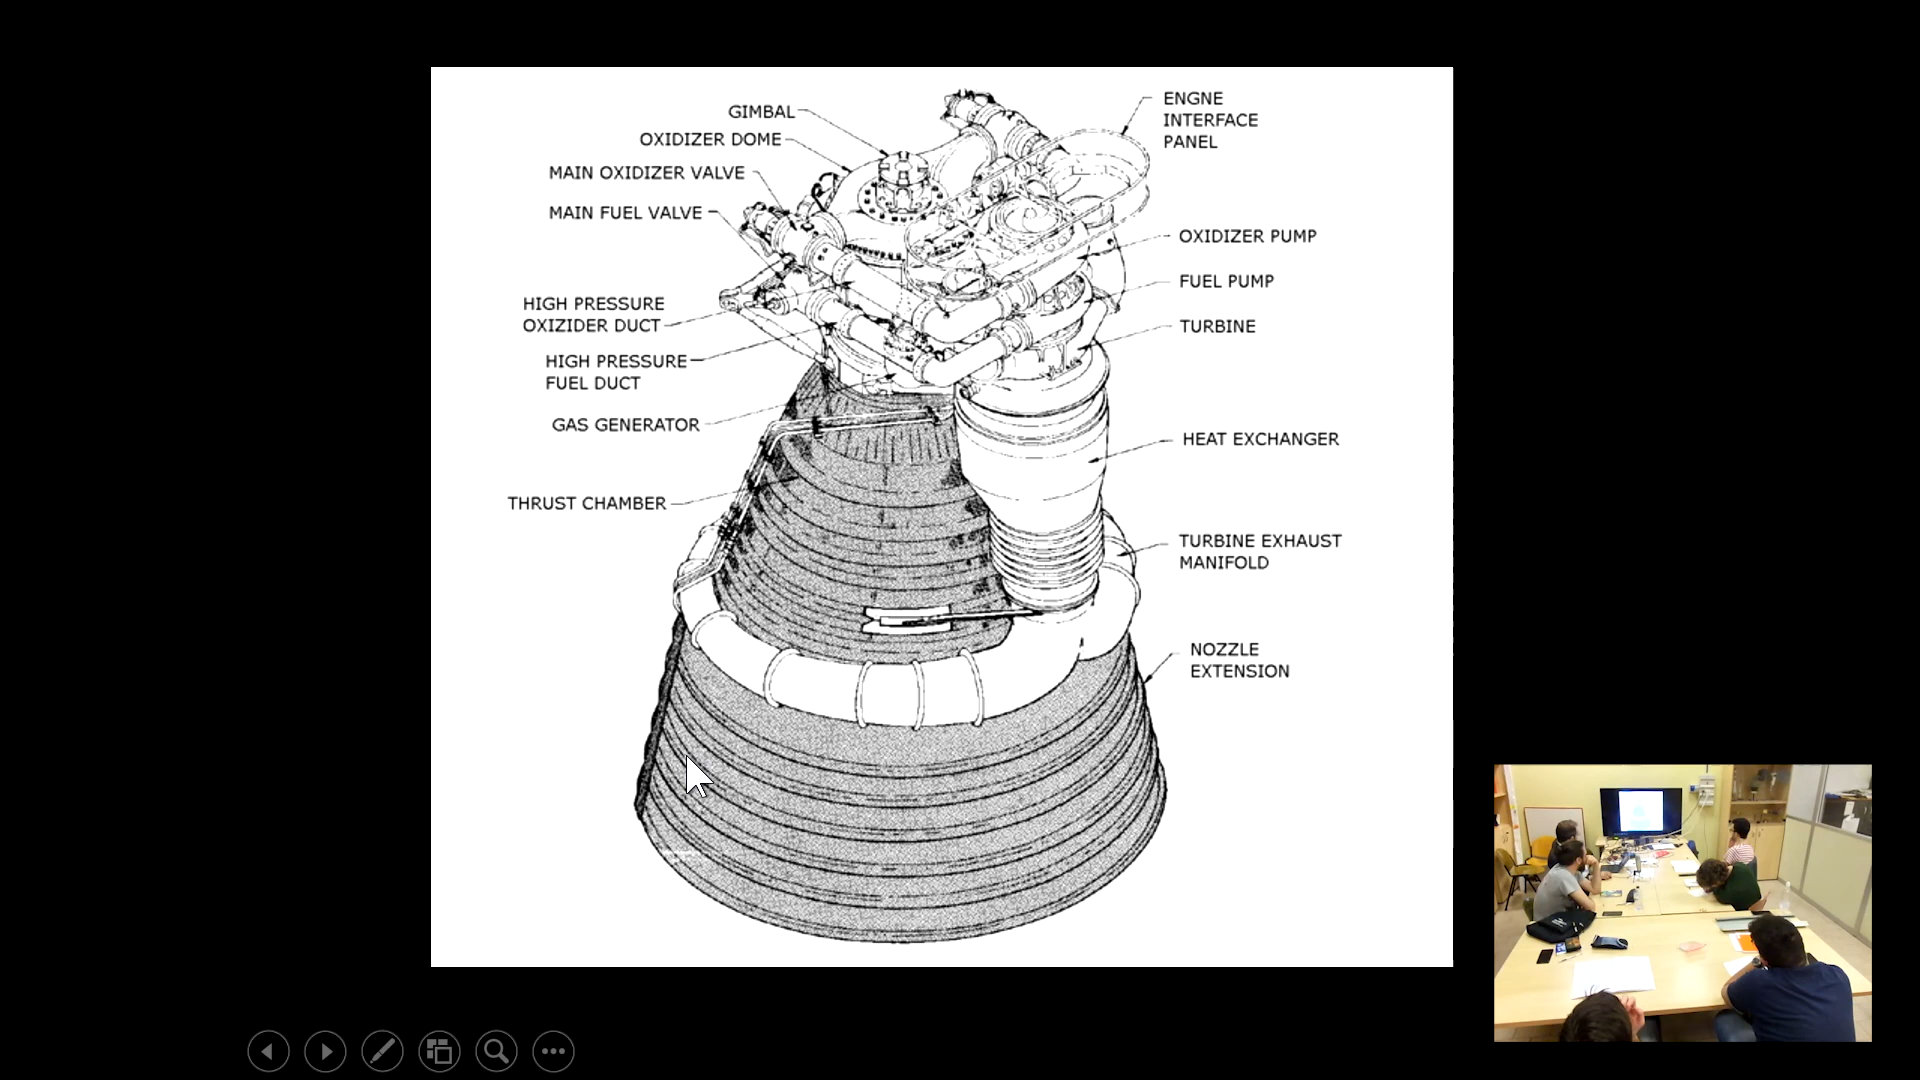 GIMBAL
OXIDIZER DOME
MAIN OXIDIZER VALVE
MAIN FUEL VALVE
HIGH PRESSURE
OXIZIDER DUCT
HIGH PRESSURE
FUEL DUCT
GAS GENERATOR
THRUST CHAMBER
ENGNE
INTERFACE
PANEL
OXIDIZER PUMP
FUEL PUMP
TURBINE
HEAT EXCHANGER
TURBINE EXHAUST
MANIFOLD
NOZZLE
EXTENSION